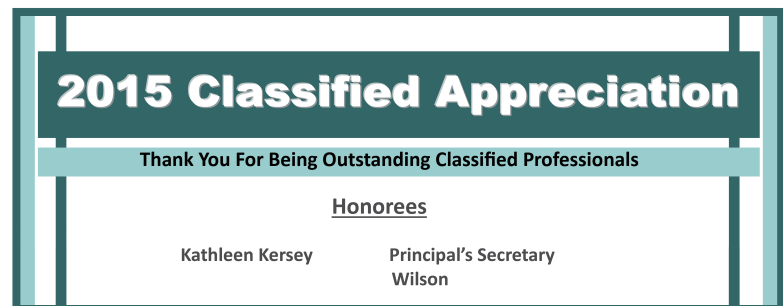 2015 Classified Appreciation
Thank You For Being Outstanding Classified Professionals
Honorees
Kathleen Kersey Principal’s Secretary
Wilson